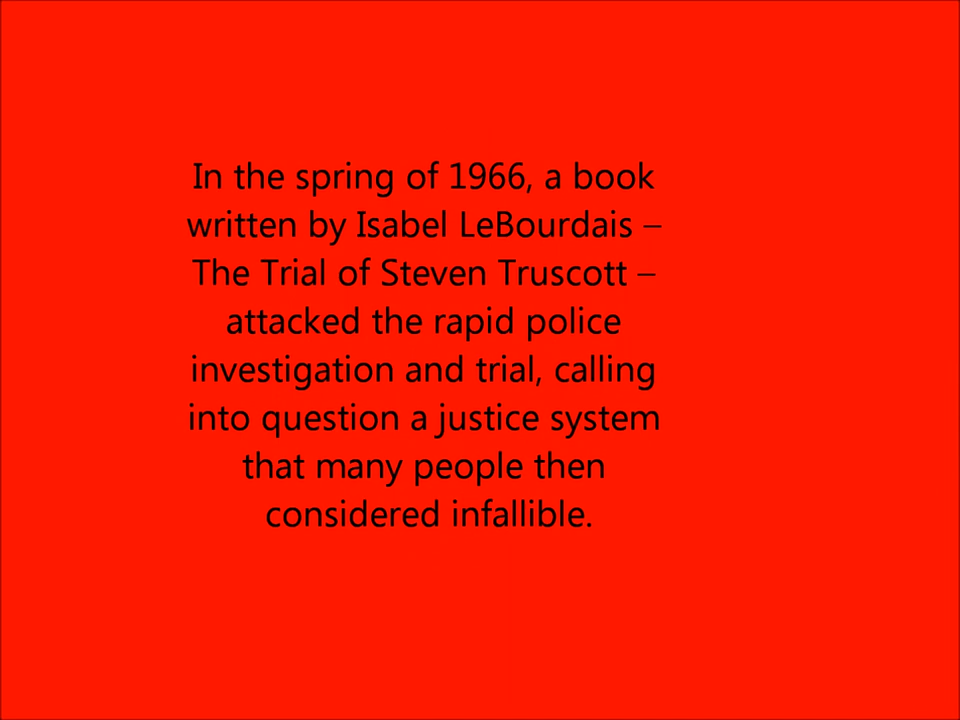 In the spring of 1966, a book
written by Isabel LeBourdais –
The Trial of Steven Truscott –
attacked the rapid police
investigation and trial, calling
into question a justice system
that many people then
considered infallible.